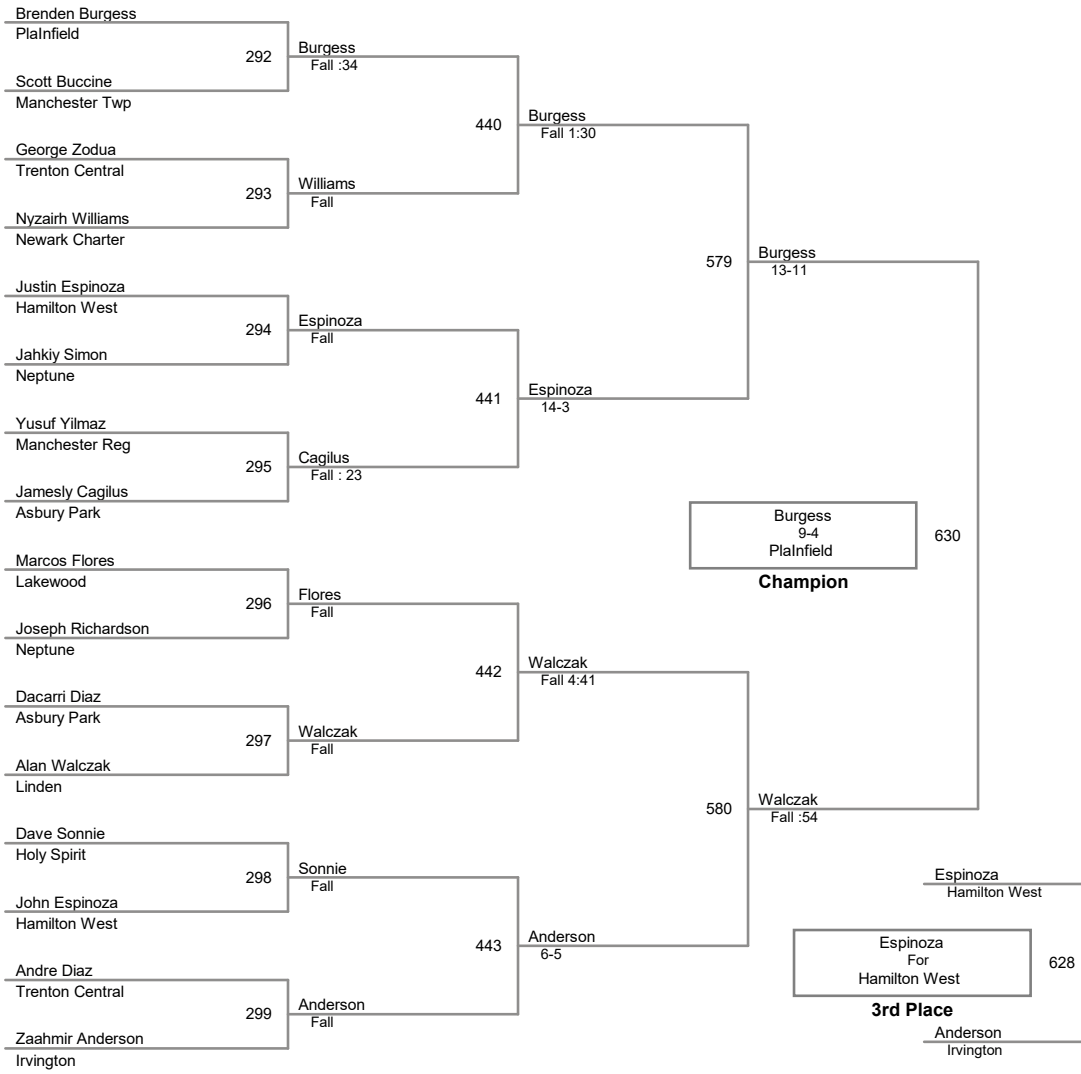 Brenden Burgess
PlaInfield
292
Burgess
Fall :34
Scott Buccine
Manchester Twp
440
Burgess
Fall 1:30
George Zodua
Trenton Central
293
Williams
Fall
Nyzairh Williams
Newark Charter
579
Burgess
13-11
Justin Espinoza
Hamilton West
294
Espinoza
Fall
Jahkiy Simon
Neptune
441
Espinoza
14-3
Yusuf Yilmaz
Manchester Reg
295
Cagilus
Fall : 23
Jamesly Cagilus
Asbury Park
Burgess
9-4
PlaInfield
630
Champion
Marcos Flores
Lakewood
296
Flores
Fall
Joseph Richardson
Neptune
442
Walczak
Fall 4:41
Dacarri Diaz
Asbury Park
297
Walczak
Fall
Alan Walczak
Linden
580
Walczak
Fall :54
Dave Sonnie
Holy Spirit
298
Sonnie
Fall
John Espinoza
Hamilton West
443
Anderson
6-5
Andre Diaz
Trenton Central
299
Anderson
Fall
Zaahmir Anderson
Irvington
Espinoza
Hamilton West
Espinoza
For
Hamilton West
628
3rd Place
Anderson
Irvington